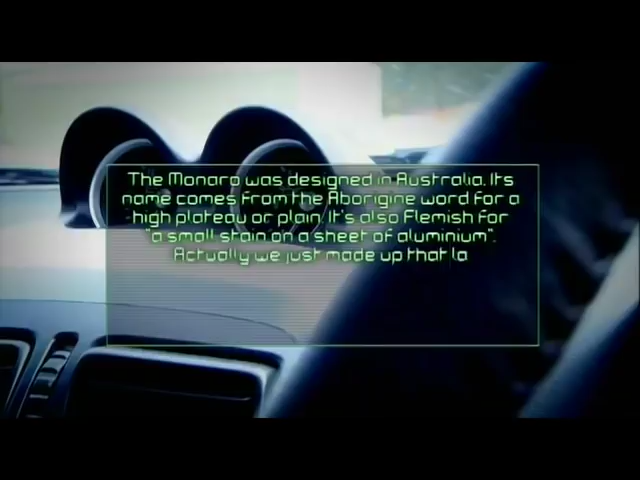 The Monaro was designed in Australia. Its
name comes from the Aborigine word for a
high plateau or plain. It's also Flemish for
"a small stain on a sheet of aluminium".
Actually we just made up that la